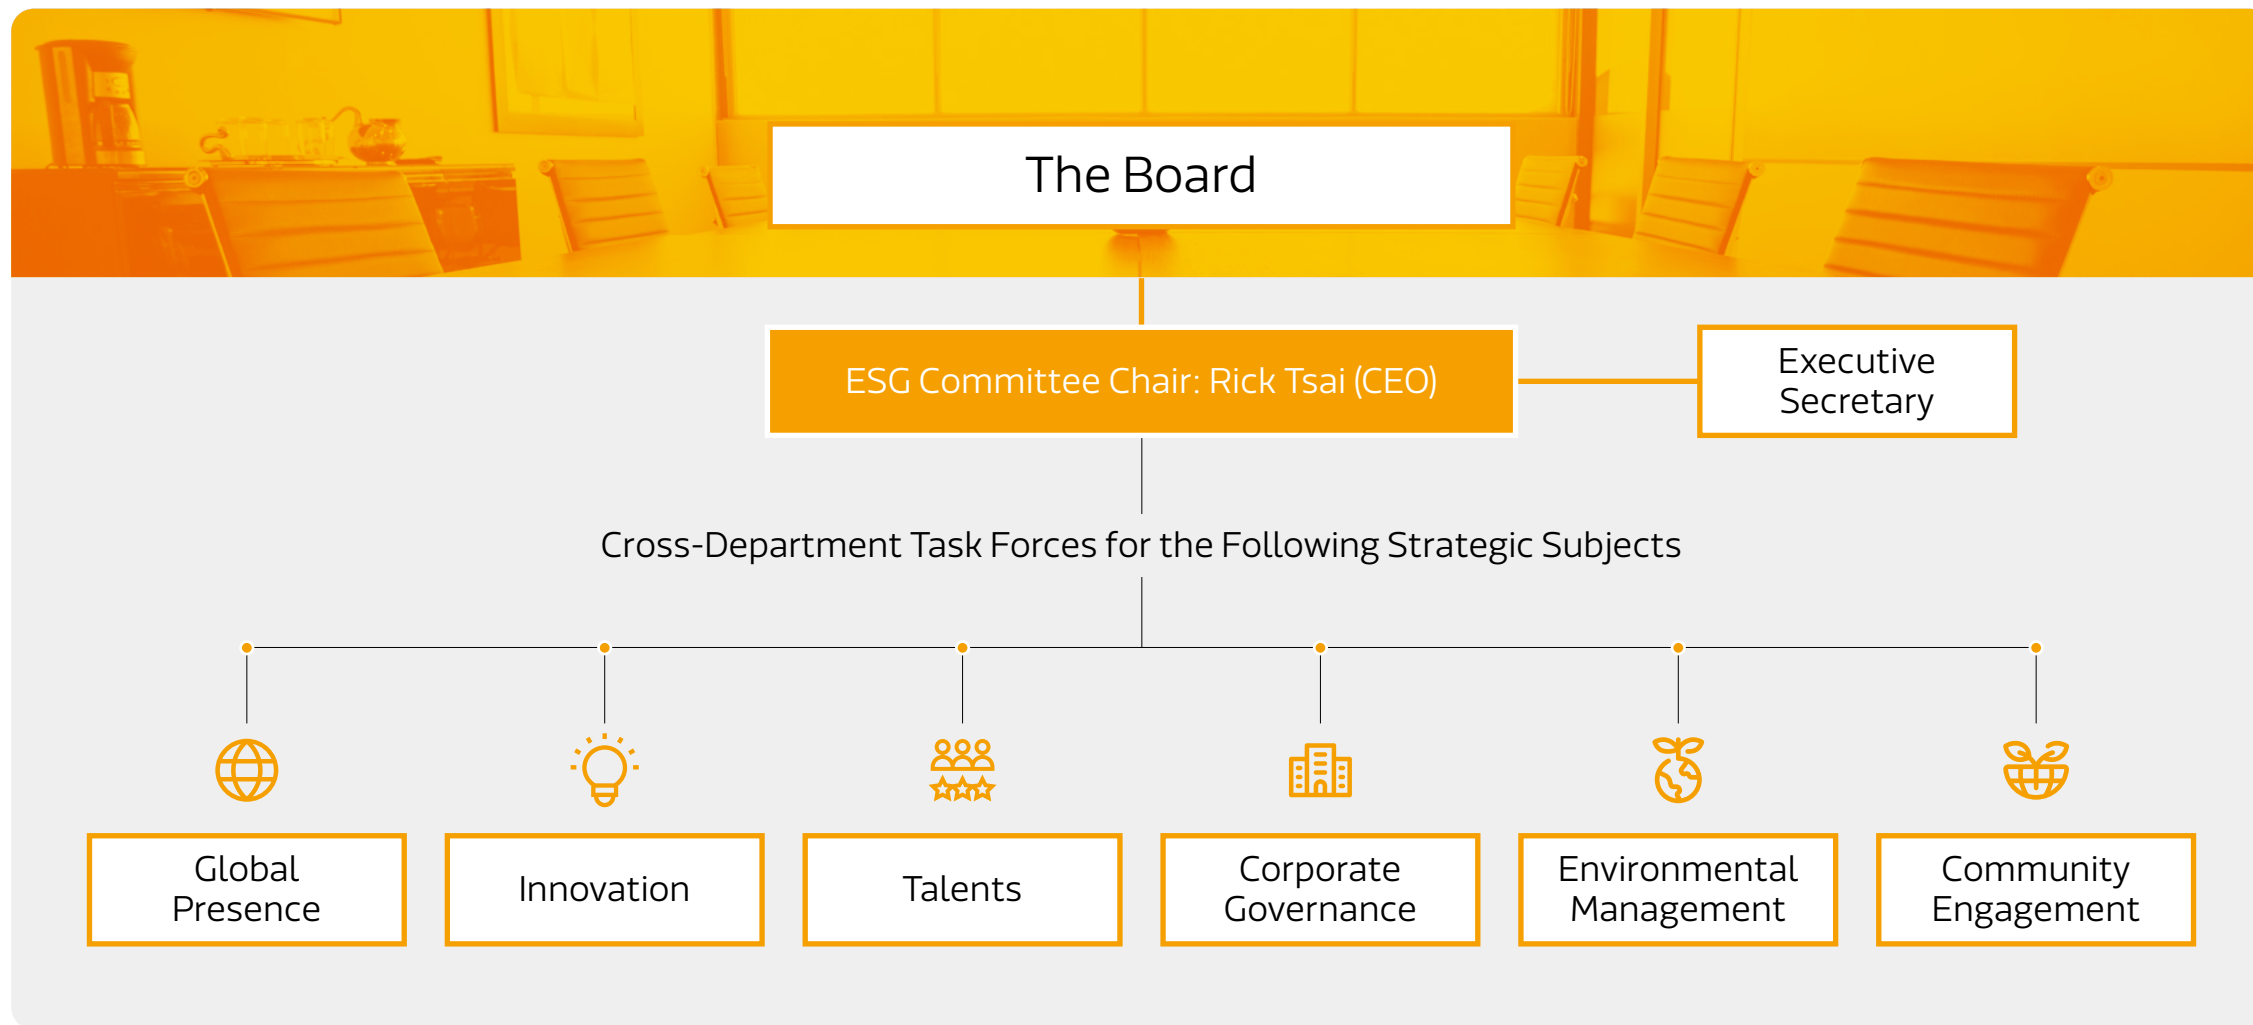 The Board
ESG Committee Chair: Rick Tsai (CEO)
Executive
Secretary
Cross-Department Task Forces for the Following Strategic Subjects
Global
Presence
Innovation
Talents
Corporate
Governance
Environmental
Management
Community
Engagement